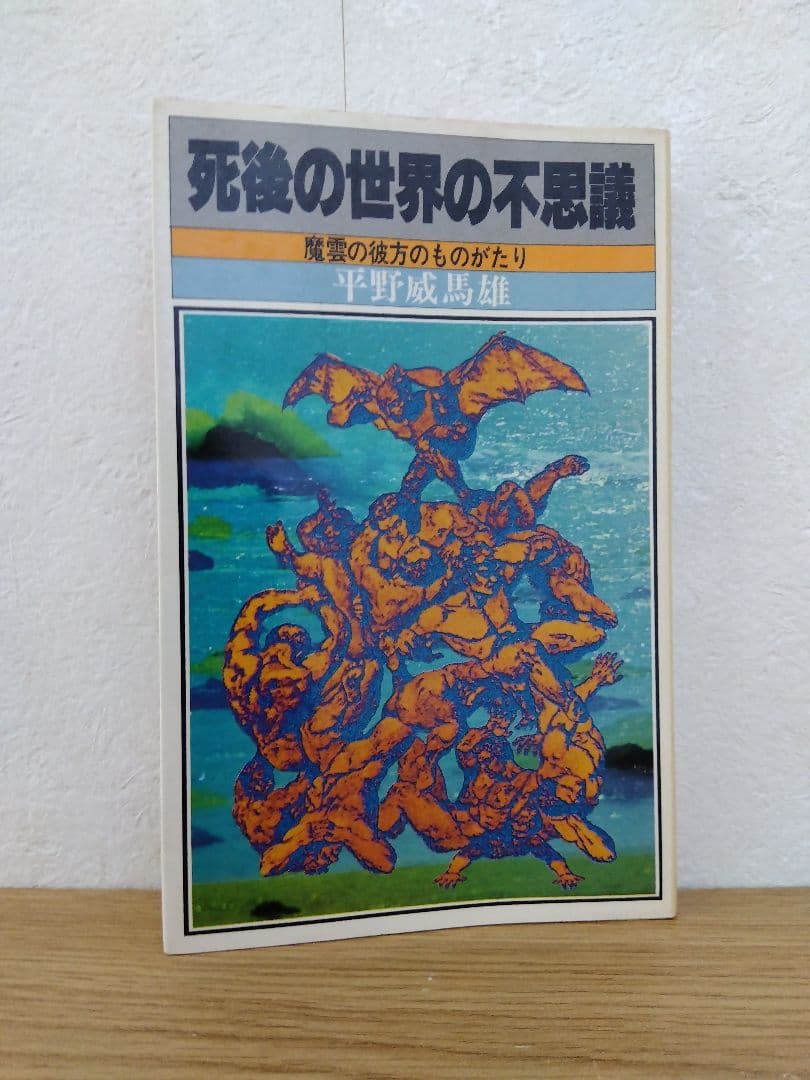 死後の世界の不思議
魔雲の彼方のものがたり
平野威馬雄